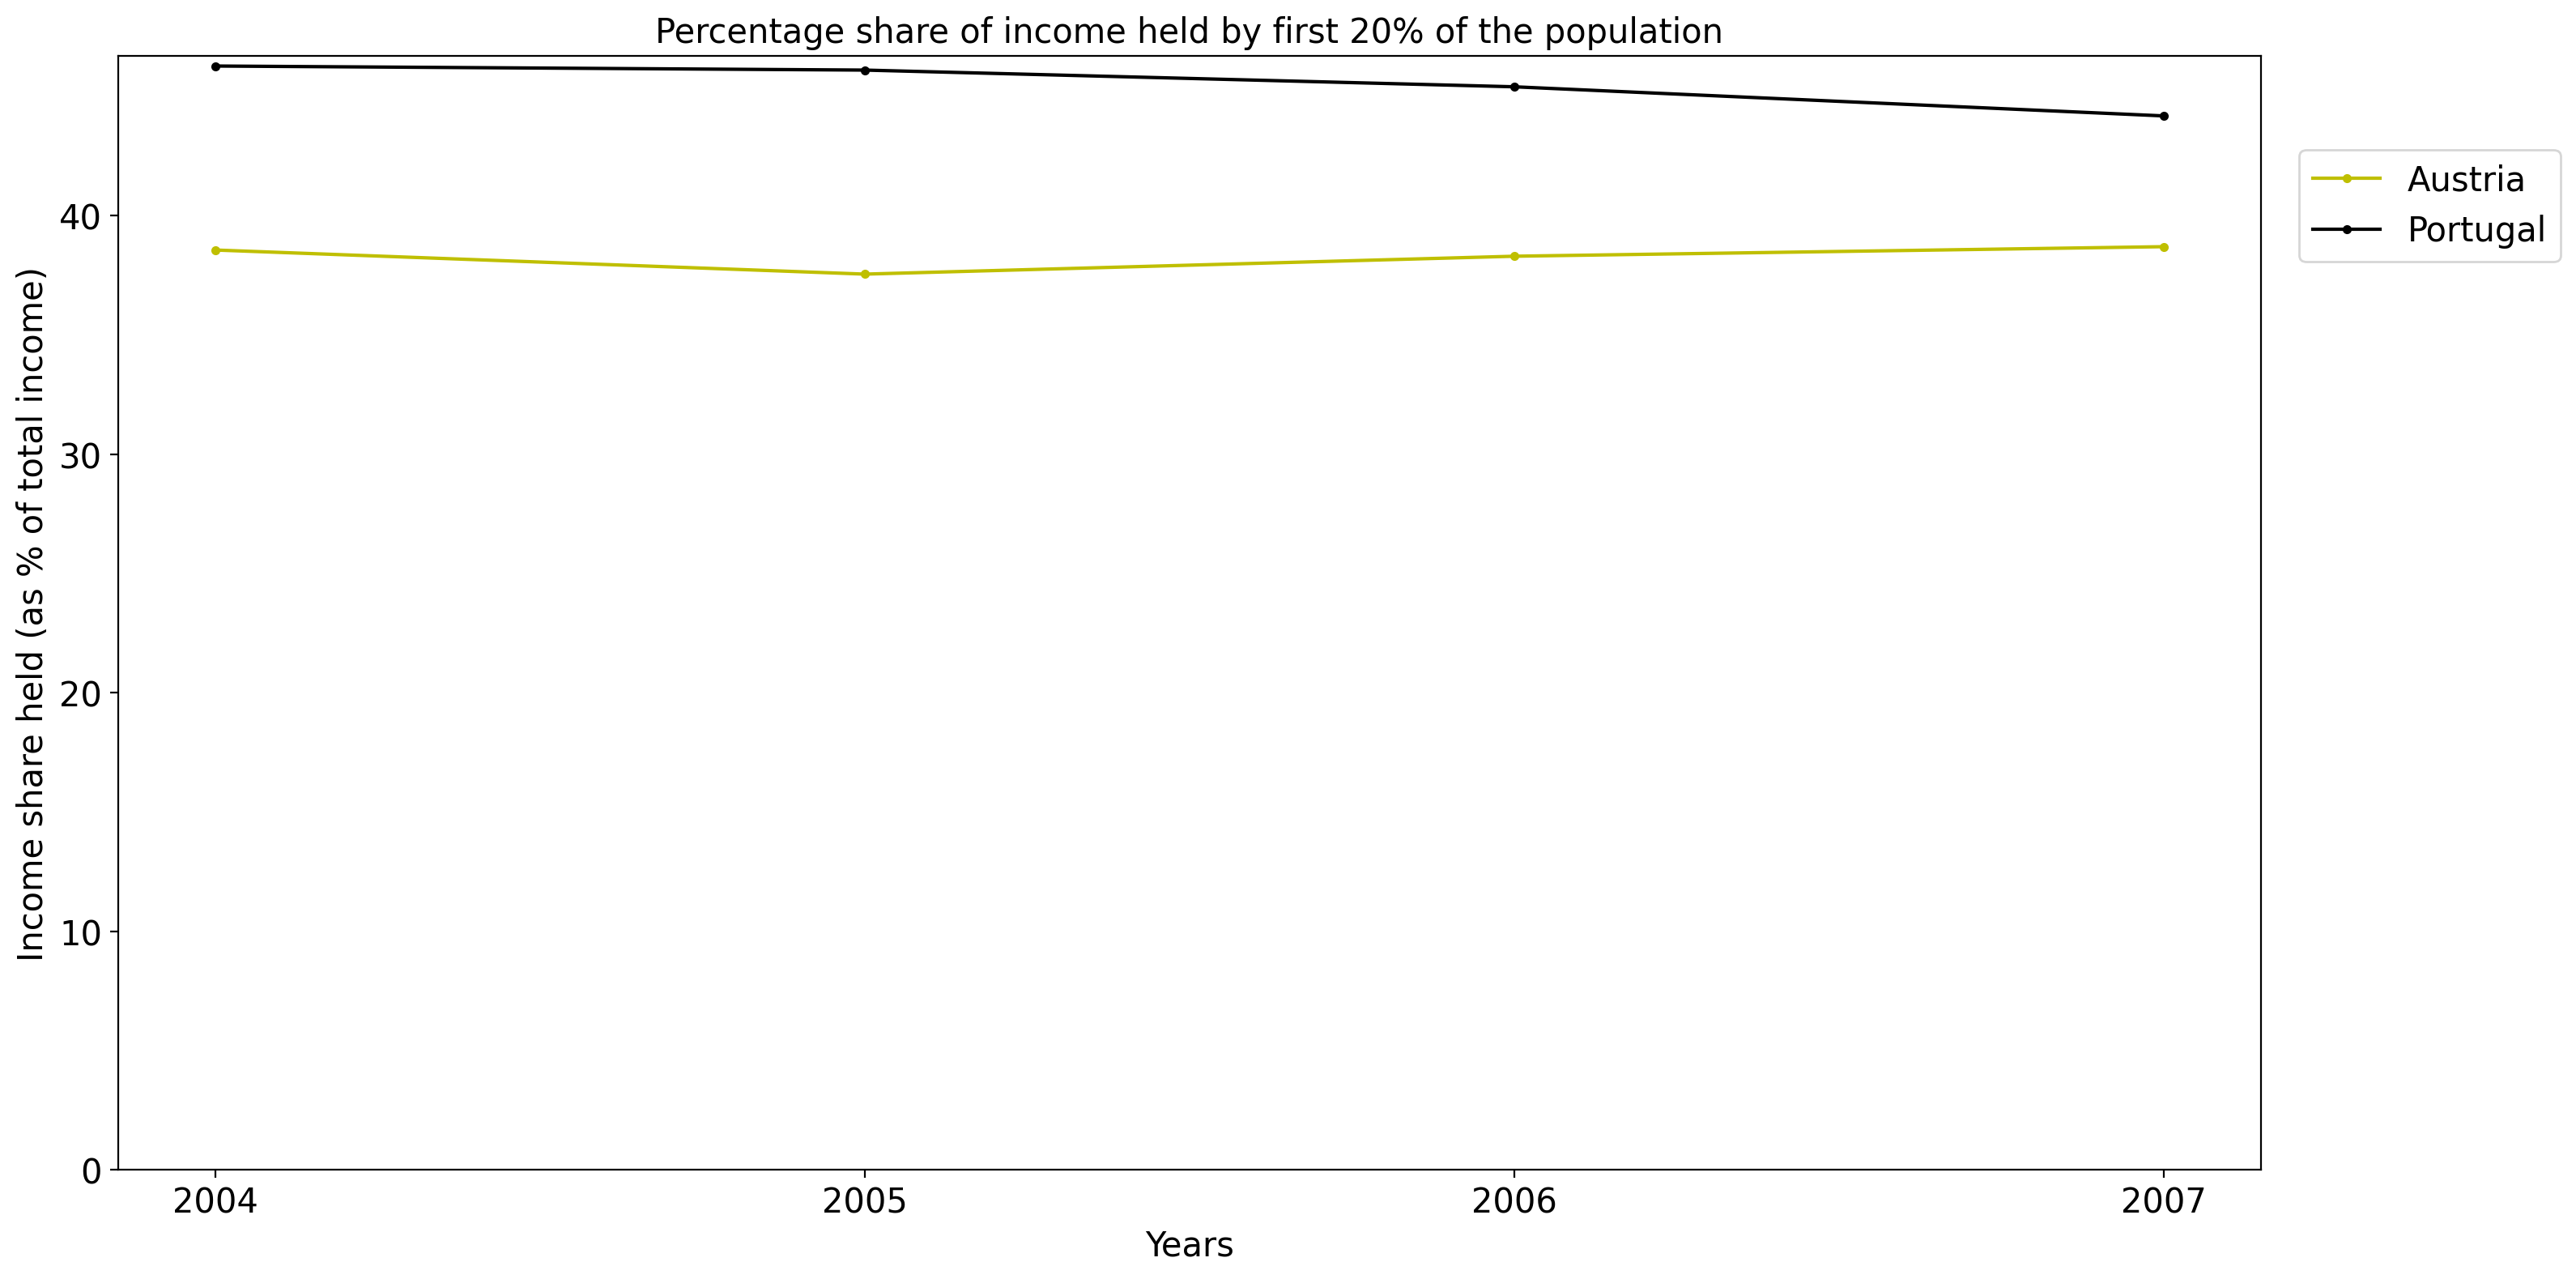 Percentage share of income held by first 20% of the population
Income share held (as % of total income)
40
30
20
10
0
2004
2005
2006
2007
Years
Austria
Portugal